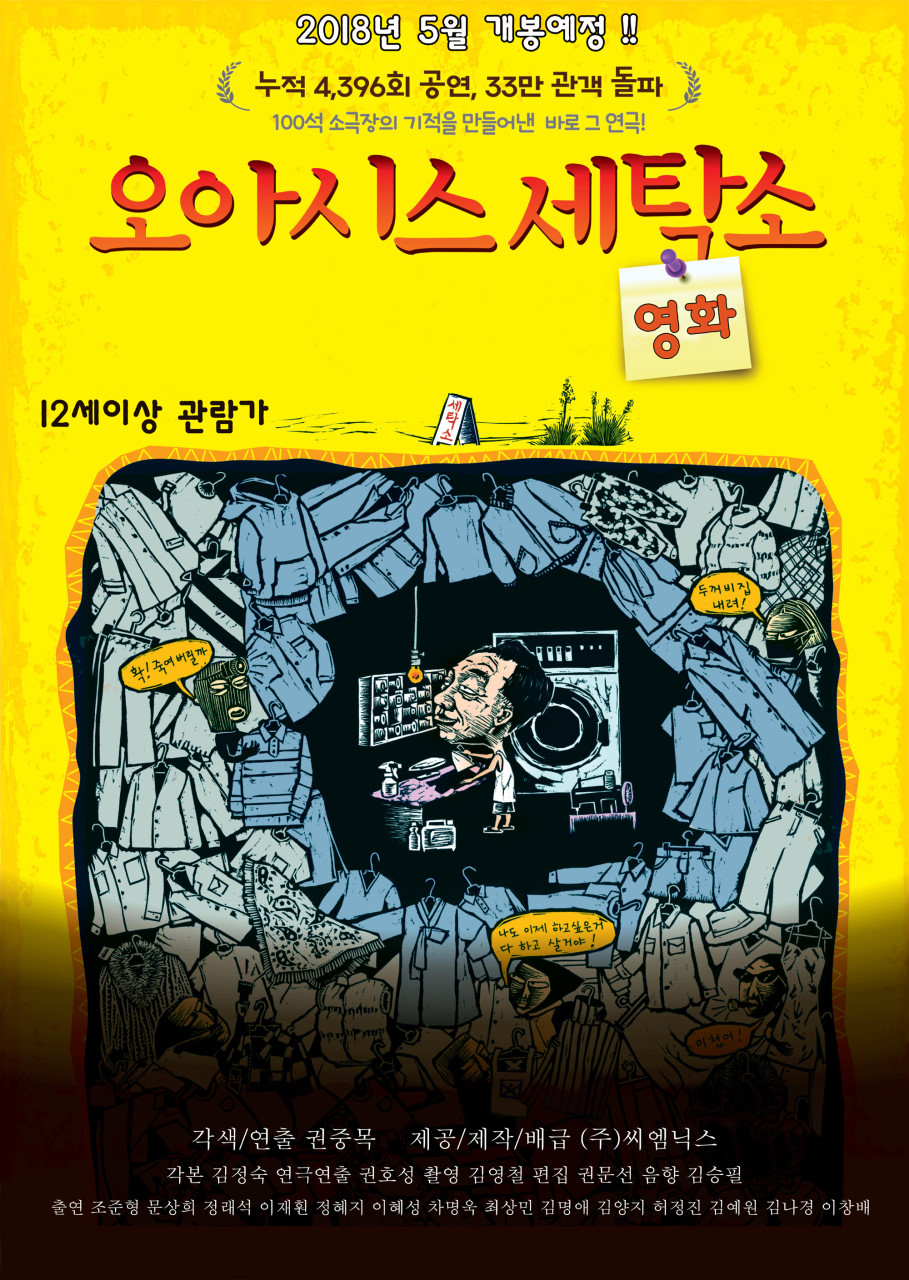 2018년 5월 개봉예정 !!
누적 4,396회 공연, 33만 관객 돌파
100석 소극장의 기적을 만들어낸 바로 그 연극!
오아시스세탁소
영화
12세이상 관람가
세탁소
두꺼비집
내려!
확! 죽여버릴까
나도 이제 하고싶은거
다 하고 살거야!
미쳤어!
각색/연출 권중목 제공/제작/배급 (주)씨엠닉스
각본 김정숙 연극연출 권호성 촬영 김영철 편집 권문선 음향 김승필
출연 조준형 문상희 정래석 이재훤 정혜지 이혜성 차명욱 최상민 김명애 김양지 허정진 김예원 김나경 이창배